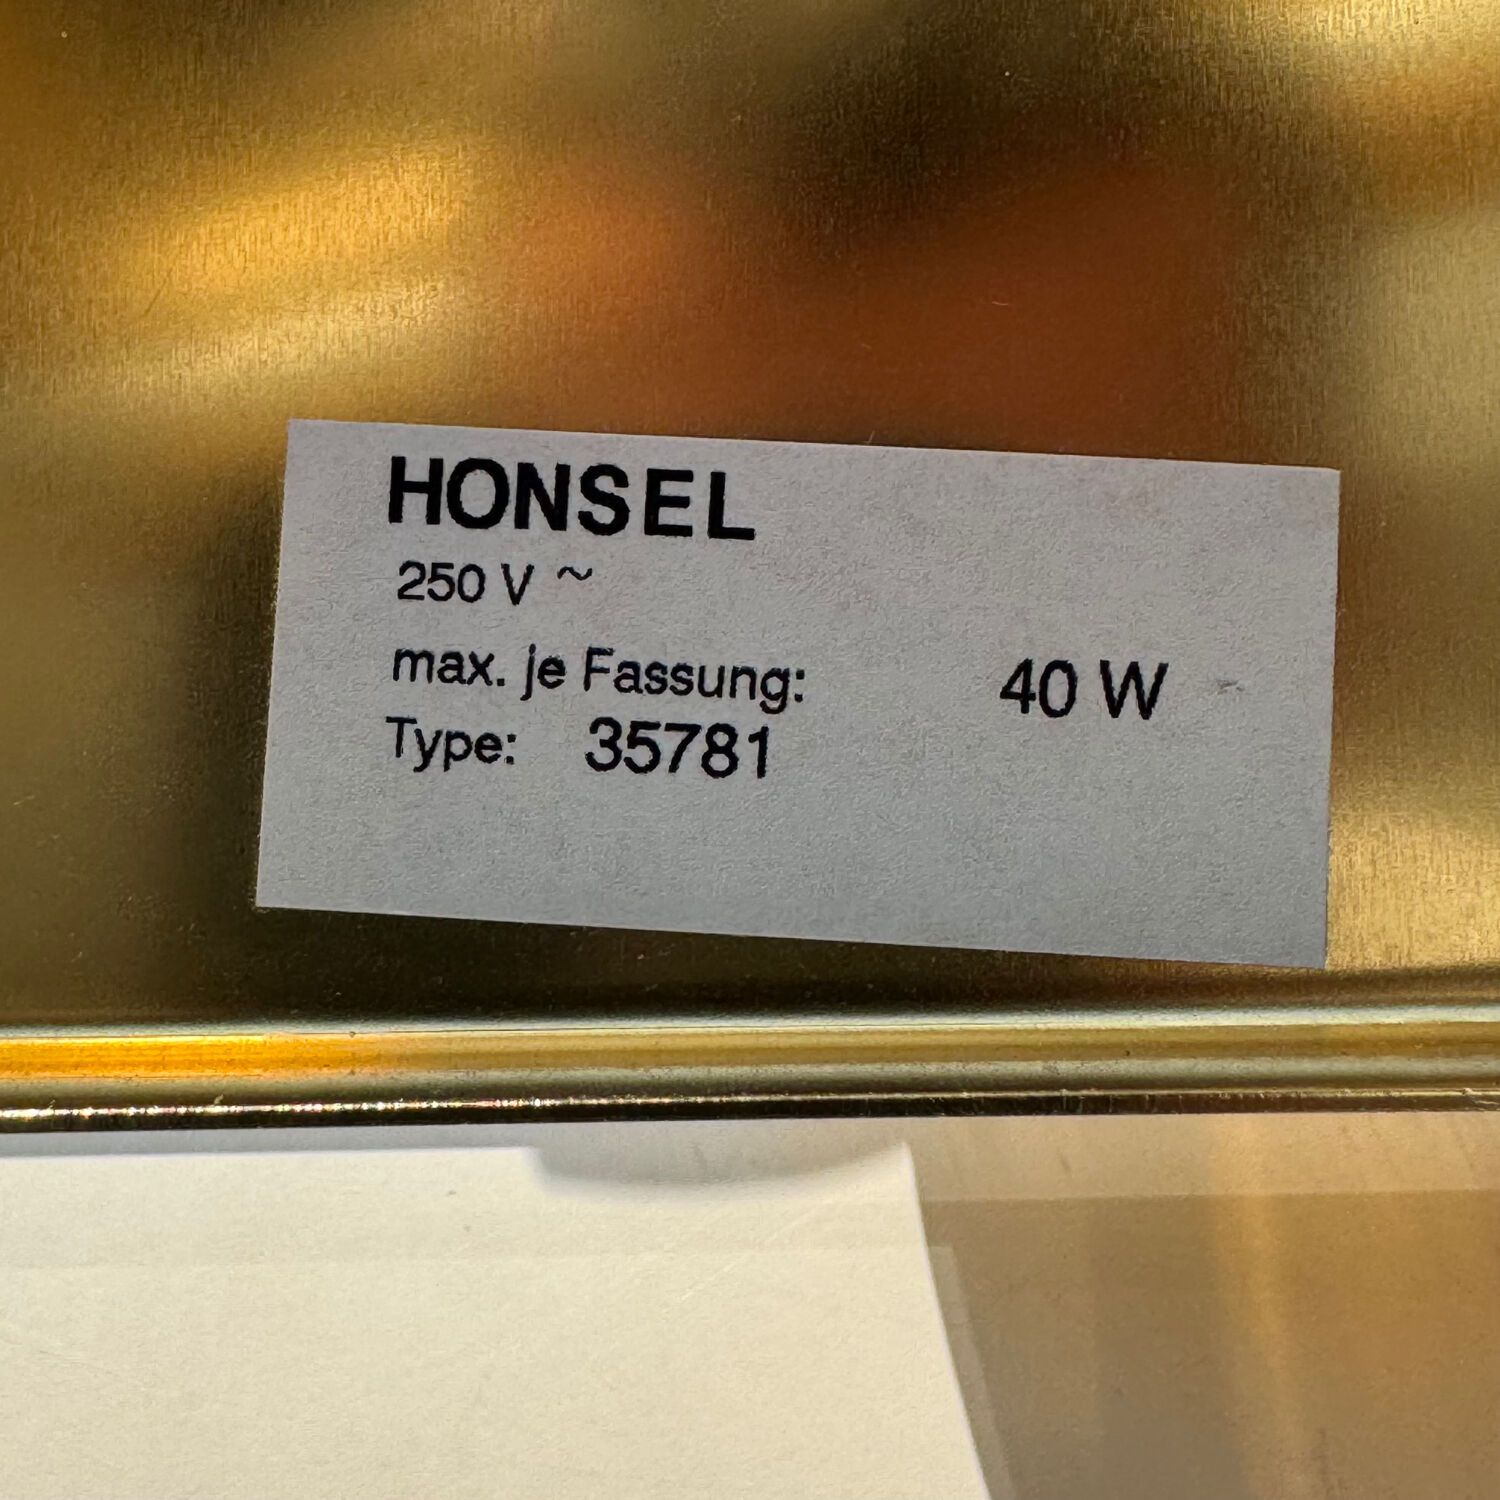 HONSEL
250 V ~
max. je Fassung: 40 W
Type: 35781